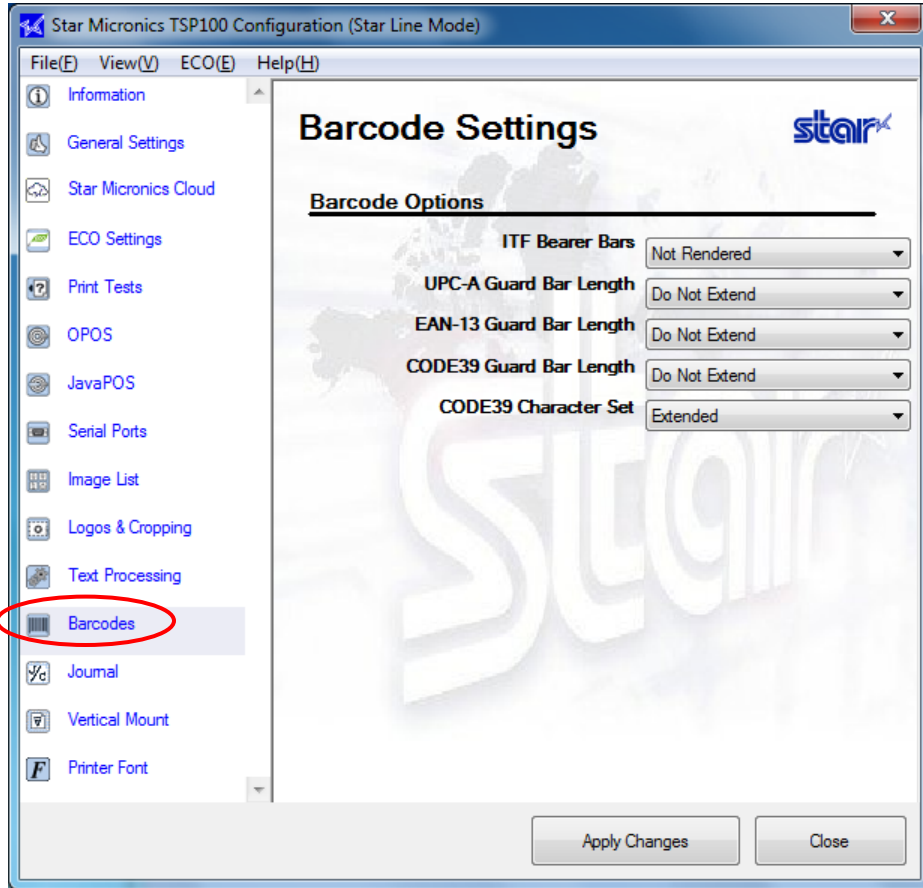 Star Micronics TSP100 Configuration (Star Line Mode)
File(F) View(V) ECO(E) Help(H)
Information
General Settings
Star Micronics Cloud
ECO Settings
Print Tests
OPOS
JavaPOS
Serial Ports
Image List
Logos & Cropping
Text Processing
Barcodes
Journal
Vertical Mount
Printer Font
Barcode Settings
star
Barcode Options
ITF Bearer Bars Not Rendered
UPC-A Guard Bar Length Do Not Extend
EAN-13 Guard Bar Length Do Not Extend
CODE39 Guard Bar Length Do Not Extend
CODE39 Character Set Extended
star
Apply Changes Close